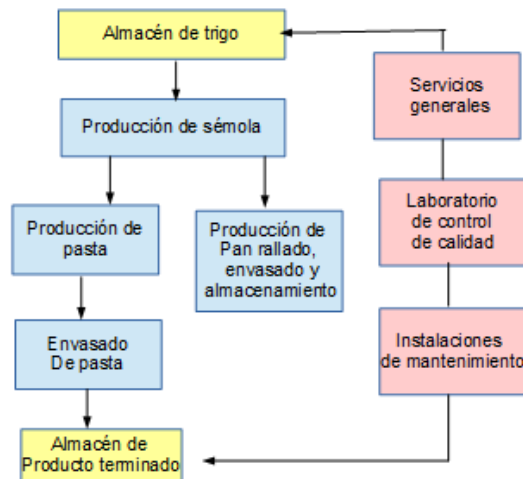 Almacén de trigo
Servicios
generales
Producción de sémola
Laboratorio
de control
de calidad
Producción de
pasta
Producción de
Pan rallado,
envasado y
almacenamiento
Envasado
De pasta
Instalaciones
de mantenimiento
Almacén de
Producto terminado